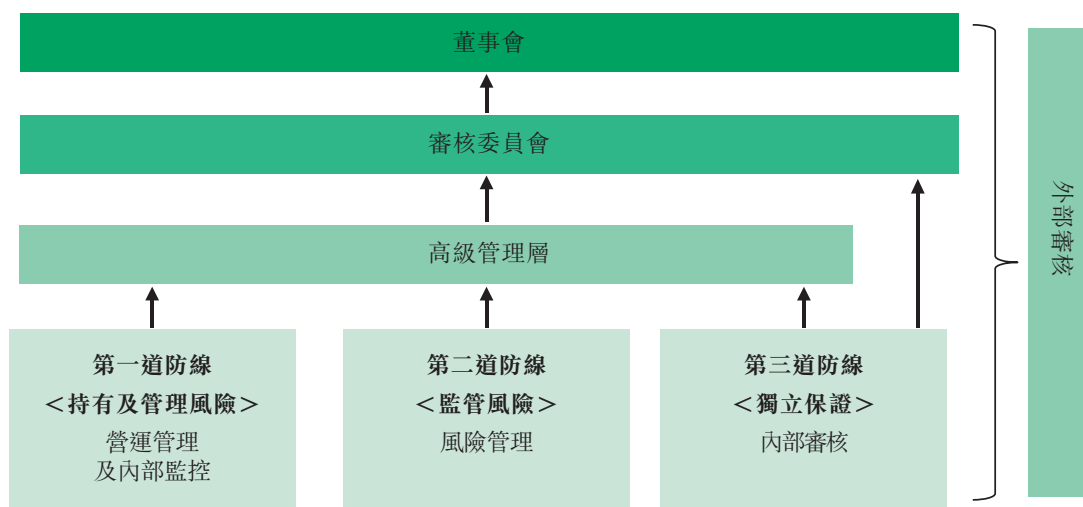 董事會
審核委員會
高級管理層
第一道防線
＜持有及管理風險＞
營運管理
及內部監控
第二道防線
＜監管風險＞
風險管理
第三道防線
＜獨立保證＞
內部審核
外部審核